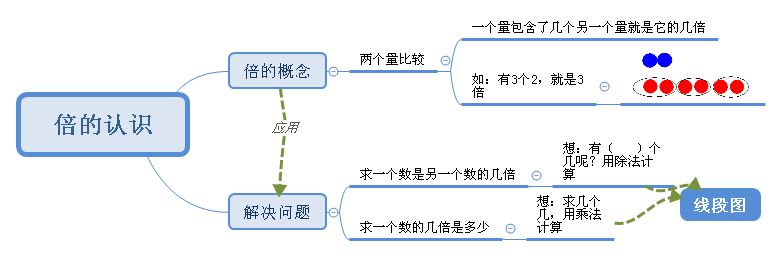 一个量包含了几个另一个量就是它的几倍
两个量比较
倍的概念
如：有3个2，就是3
倍
倍的认识
应用
想：有（　　）个
几呢？用除法计
算
求一个数是另一个数的几倍
解决问题
想：求几个
几，用乘法
计算
求一个数的几倍是多少
线段图